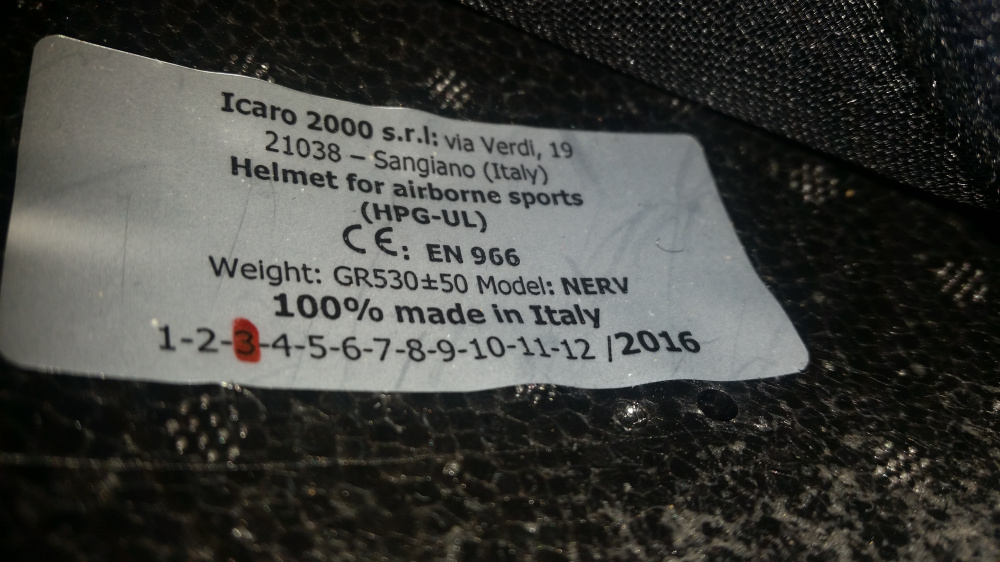 Icaro 2000 s.r.l: via Verdi, 19
21038 – Sangiano (Italy)
Helmet for airborne sports
(HPG-UL)
CE: EN 966
Weight: GR530±50 Model: NERV
100% made in Italy
1-2-3-4-5-6-7-8-9-10-11-12 /2016